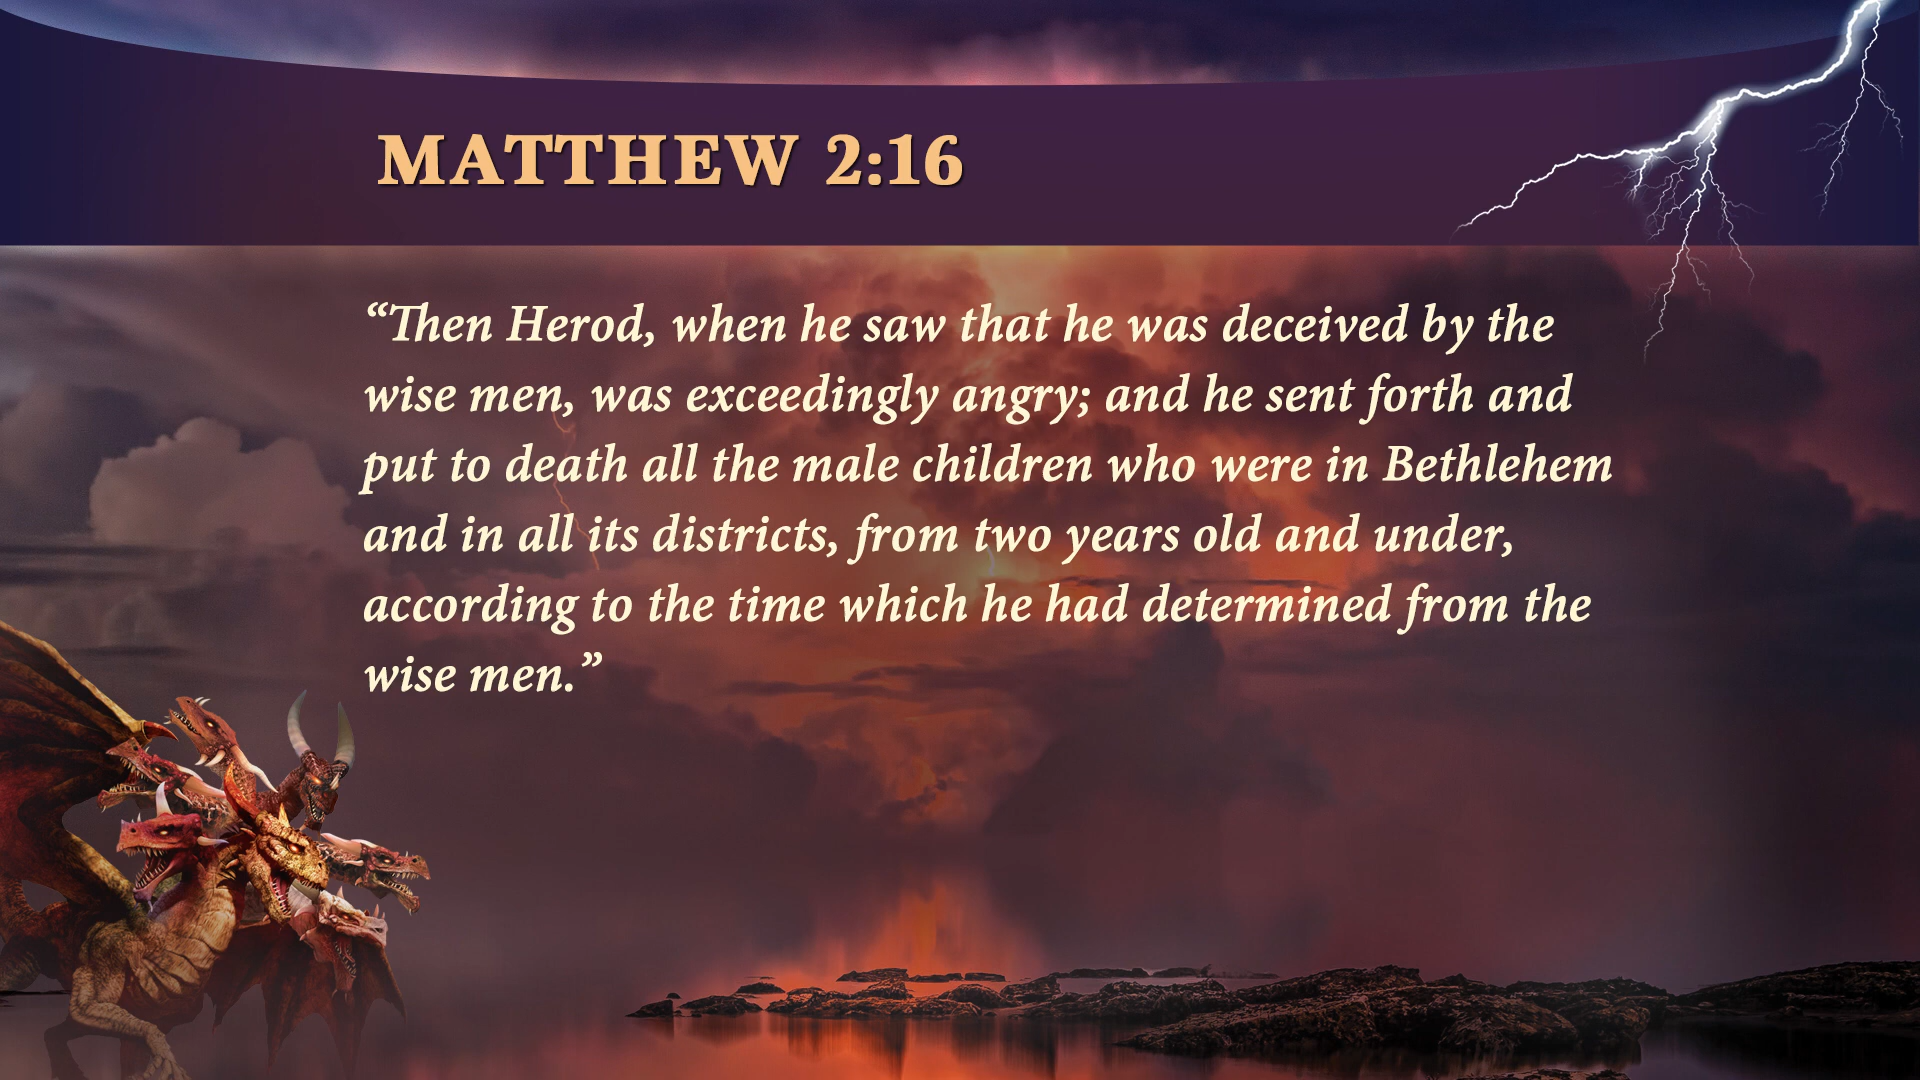 MATTHEW 2:16
“Then Herod, when he saw that he was deceived by the
wise men, was exceedingly angry; and he sent forth and
put to death all the male children who were in Bethlehem
and in all its districts, from two years old and under,
according to the time which he had determined from the
wise men.”